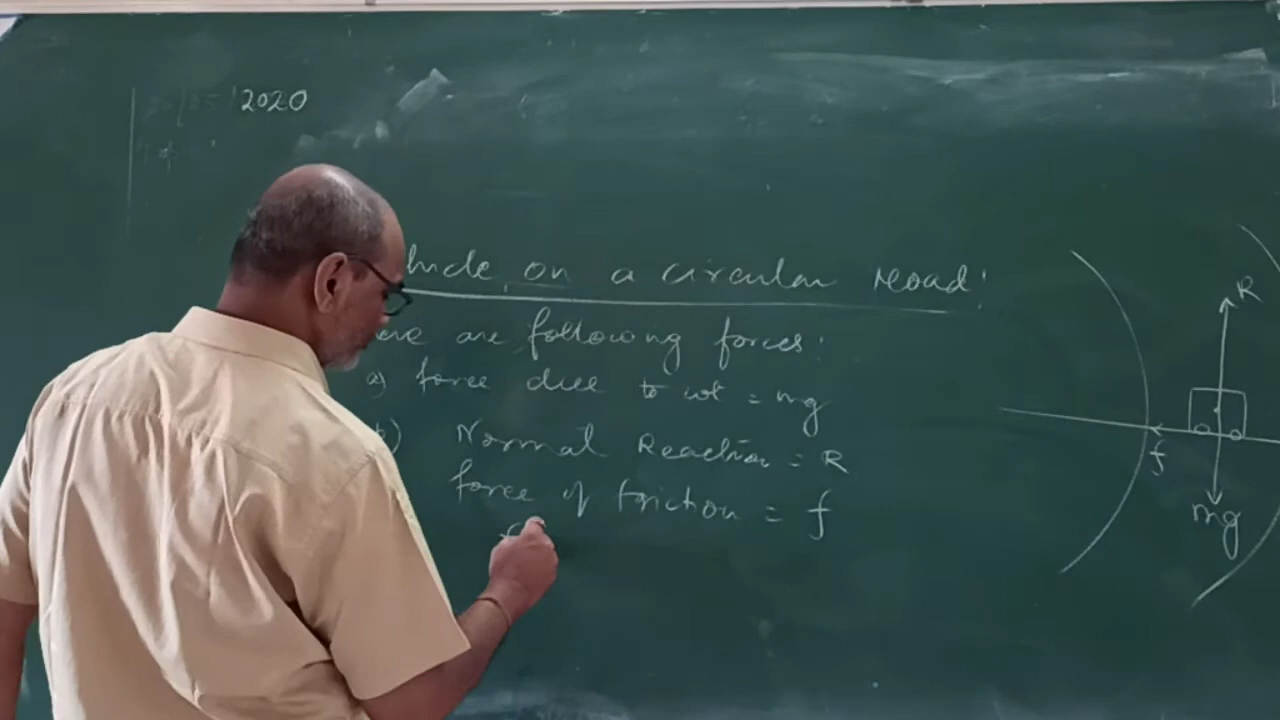 2020
hicle on a circular road:
are following forces:
a) force due to wt = mg
b) Normal Reaction = R
force of friction = f
R
f
mg